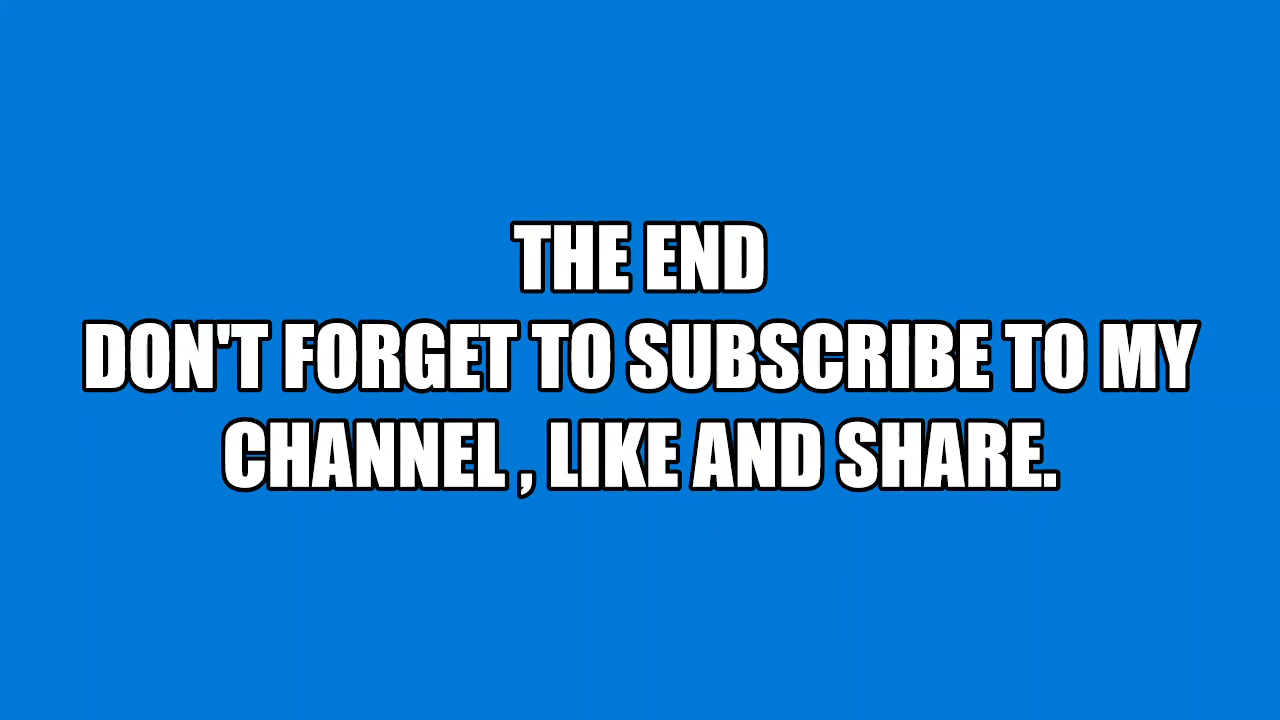 THE END
DON'T FORGET TO SUBSCRIBE TO MY
CHANNEL , LIKE AND SHARE.